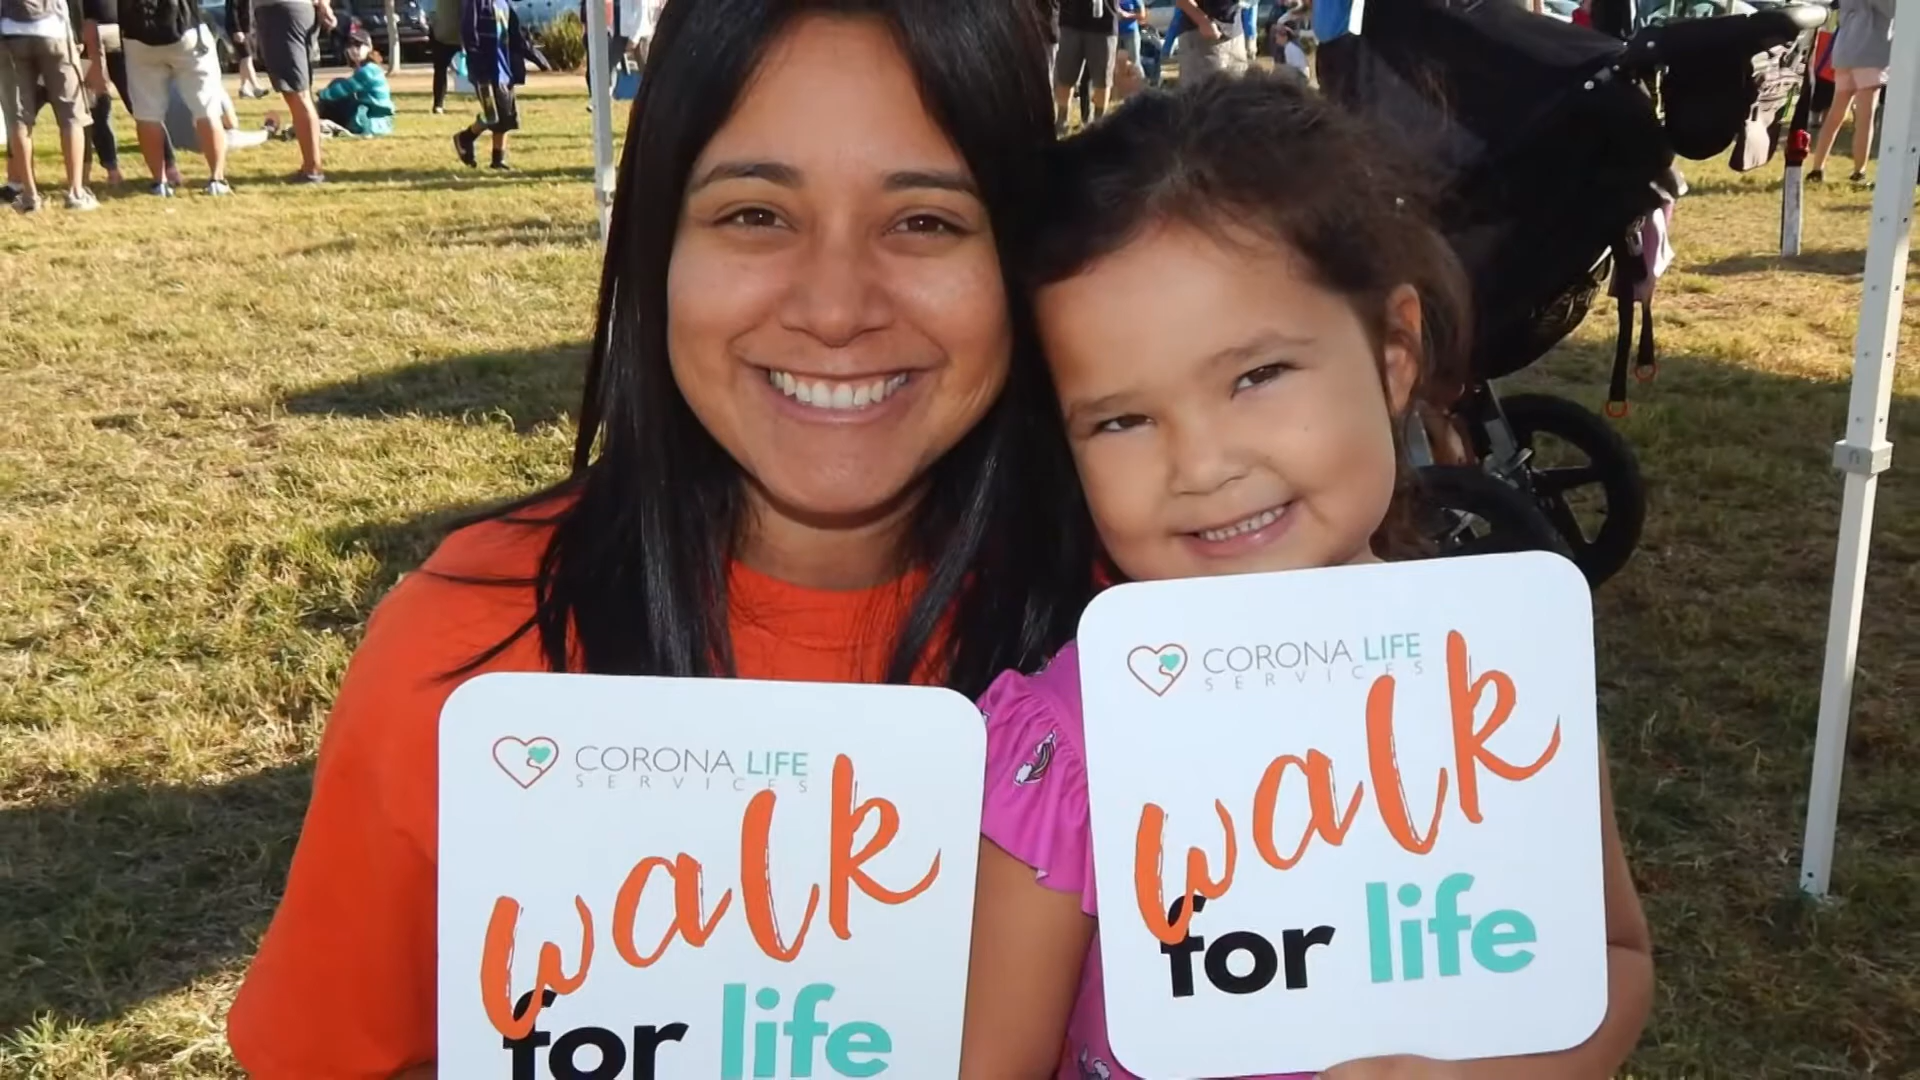 CORONA LIFE
SERVICES
walk
for life
CORONA LIFE
SERVICES
walk
for life